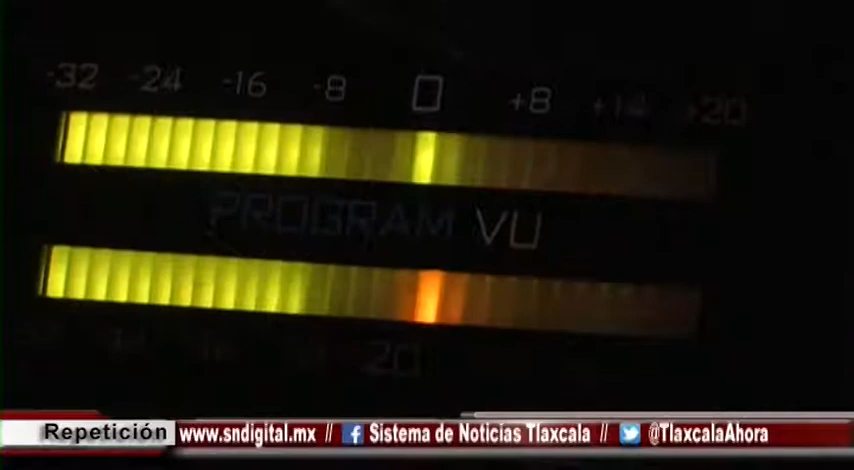 -32 -24 -16 -8 0 +8 +14 +20
PROGRAM VU
20
Repetición www.sndigital.mx // Sistema de Noticias Tlaxcala // @TlaxcalaAhora